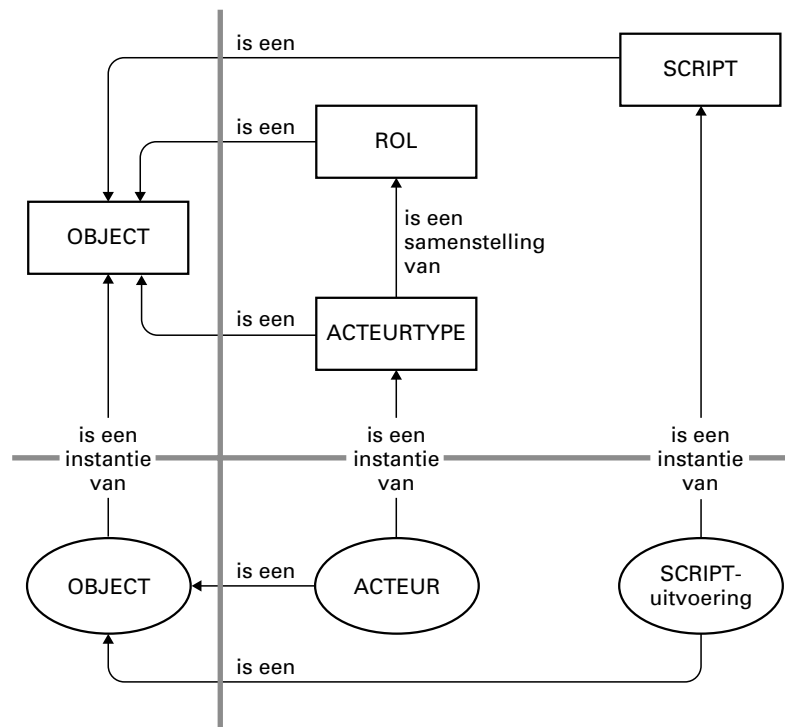 is een
SCRIPT
is een
ROL
OBJECT
is een
samenstelling
van
is een
ACTEURTYPE
is een
instantie
van
is een
instantie
van
is een
instantie
van
OBJECT
is een
ACTEUR
SCRIPT-
uitvoering
is een